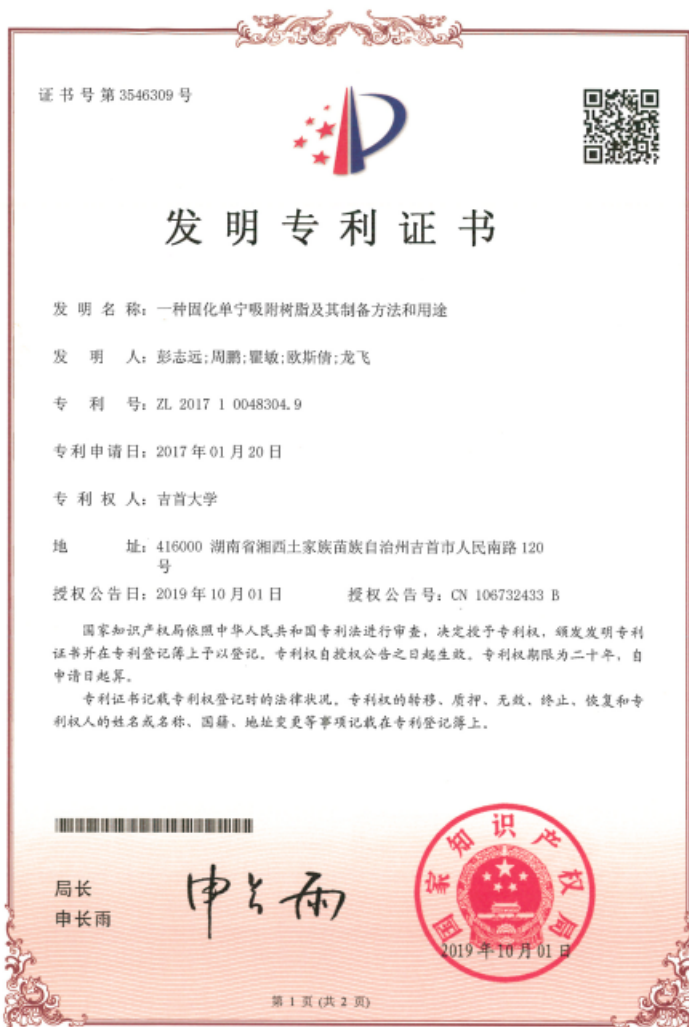 证书号第3546309号
发明专利证书
发明名称：一种固化单宁吸附树脂及其制备方法和用途
发明人：彭志远;周鹏;瞿敏;欧斯倩;龙飞
专利号：ZL 2017 1 0048304.9
专利申请日：2017年01月20日
专利权人：吉首大学
地址：416000 湖南省湘西土家族苗族自治州吉首市人民南路120
号
授权公告日：2019年10月01日 授权公告号：CN 106732433 B
国家知识产权局依照中华人民共和国专利法进行审查，决定授予专利权，颁发发明专利
证书并在专利登记簿上予以登记。专利权自授权公告之日起生效。专利权期限为二十年，自
申请日起算。
专利证书记载专利权登记时的法律状况。专利权的转移、质押、无效、终止、恢复和专
利权人的姓名或名称、国籍、地址变更等事项记载在专利登记簿上。
局长
申长雨
申长雨
国家知识产权局
2019年10月01日
第 1 页 (共 2 页)